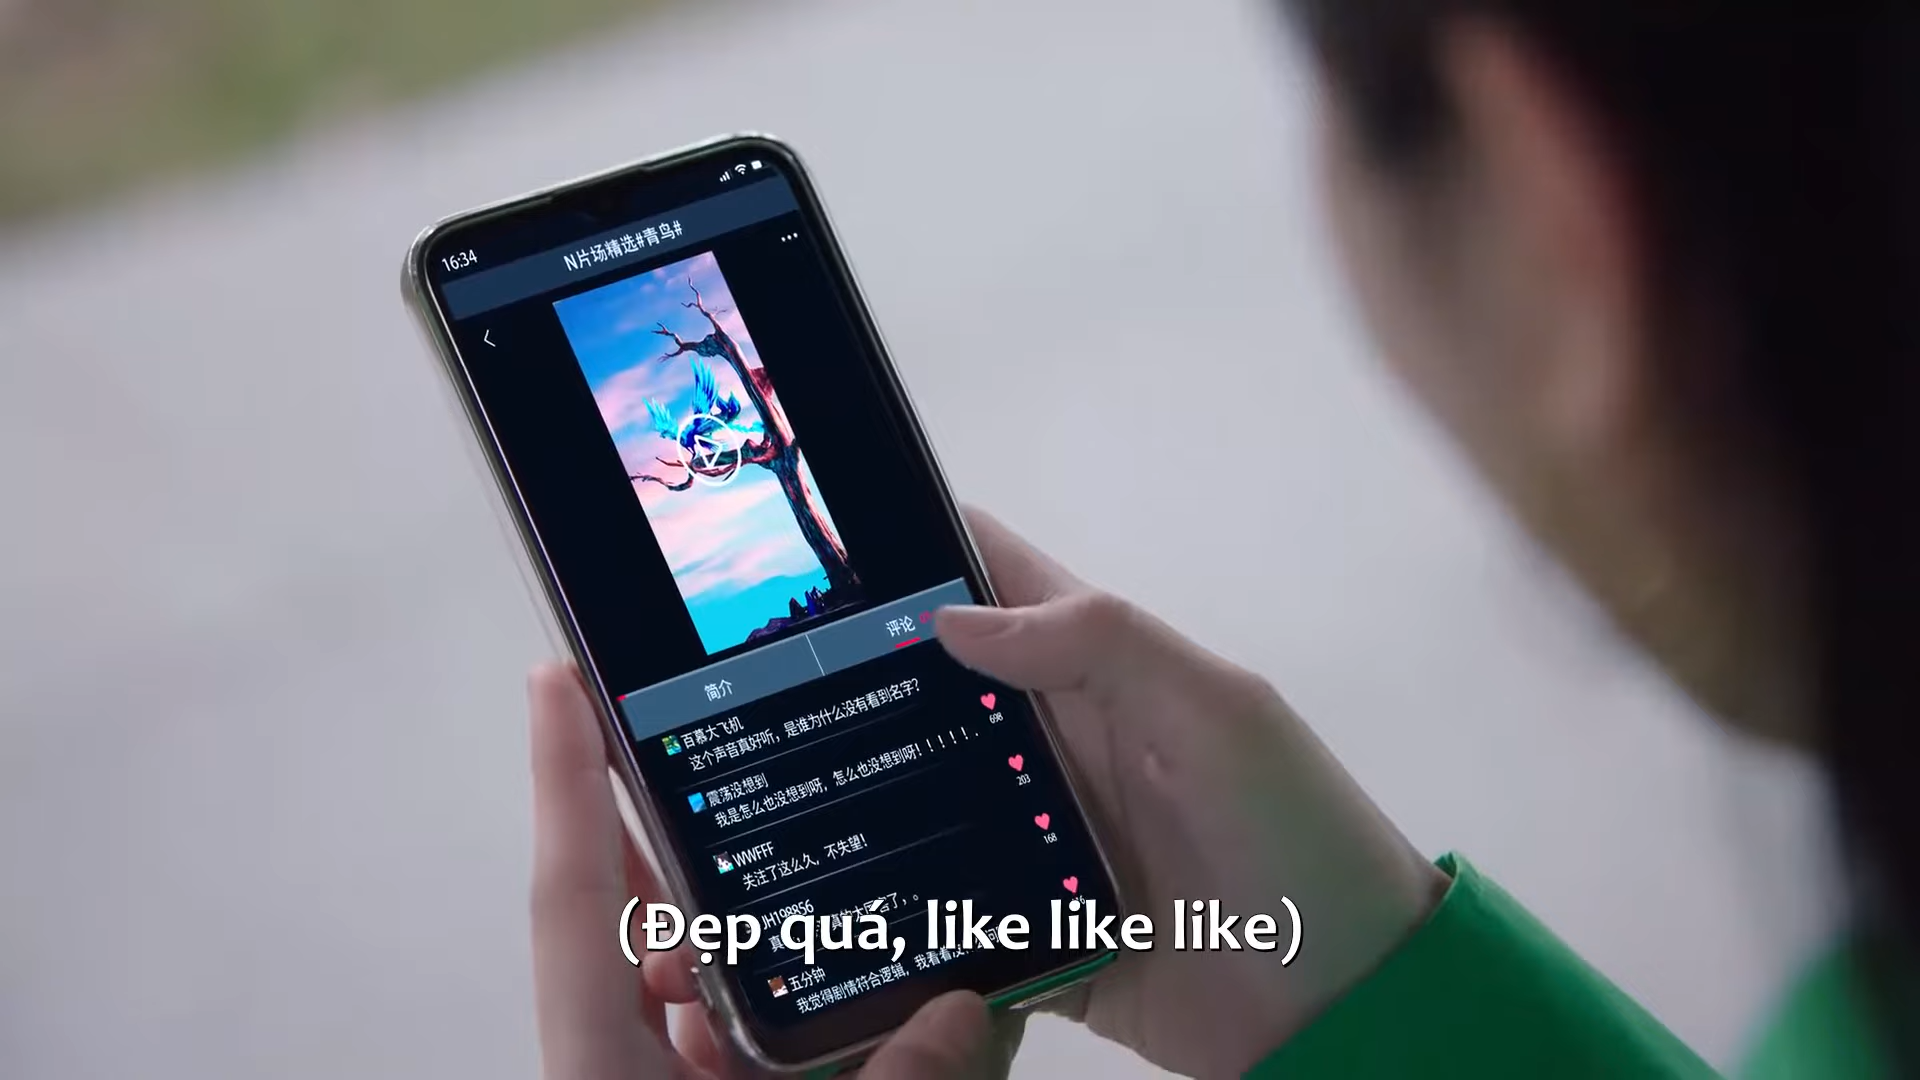 16:34
N片场精选#青鸟#
简介
评论
百慕大飞机
这个声音真好听，是谁为什么没有看到名字？
698
震荡没想到
我是怎么也没想到呀，怎么也没想到呀！！！！！
203
WWFFF
关注了这么久，不失望！
168
JH198856
(Đẹp quá, like like like)
五分钟
我觉得剧情符合逻辑，我看着没